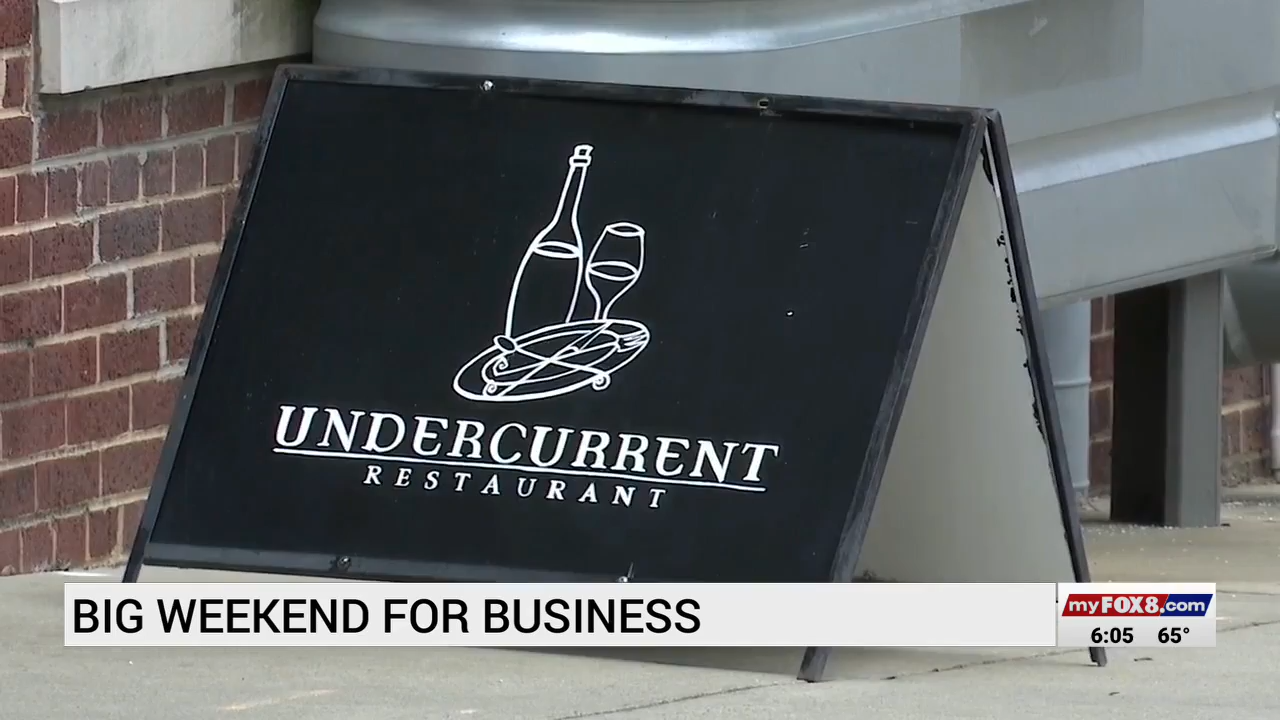 UNDERCURRENT
RESTAURANT
BIG WEEKEND FOR BUSINESS
myFOX8.com
6:05 65°